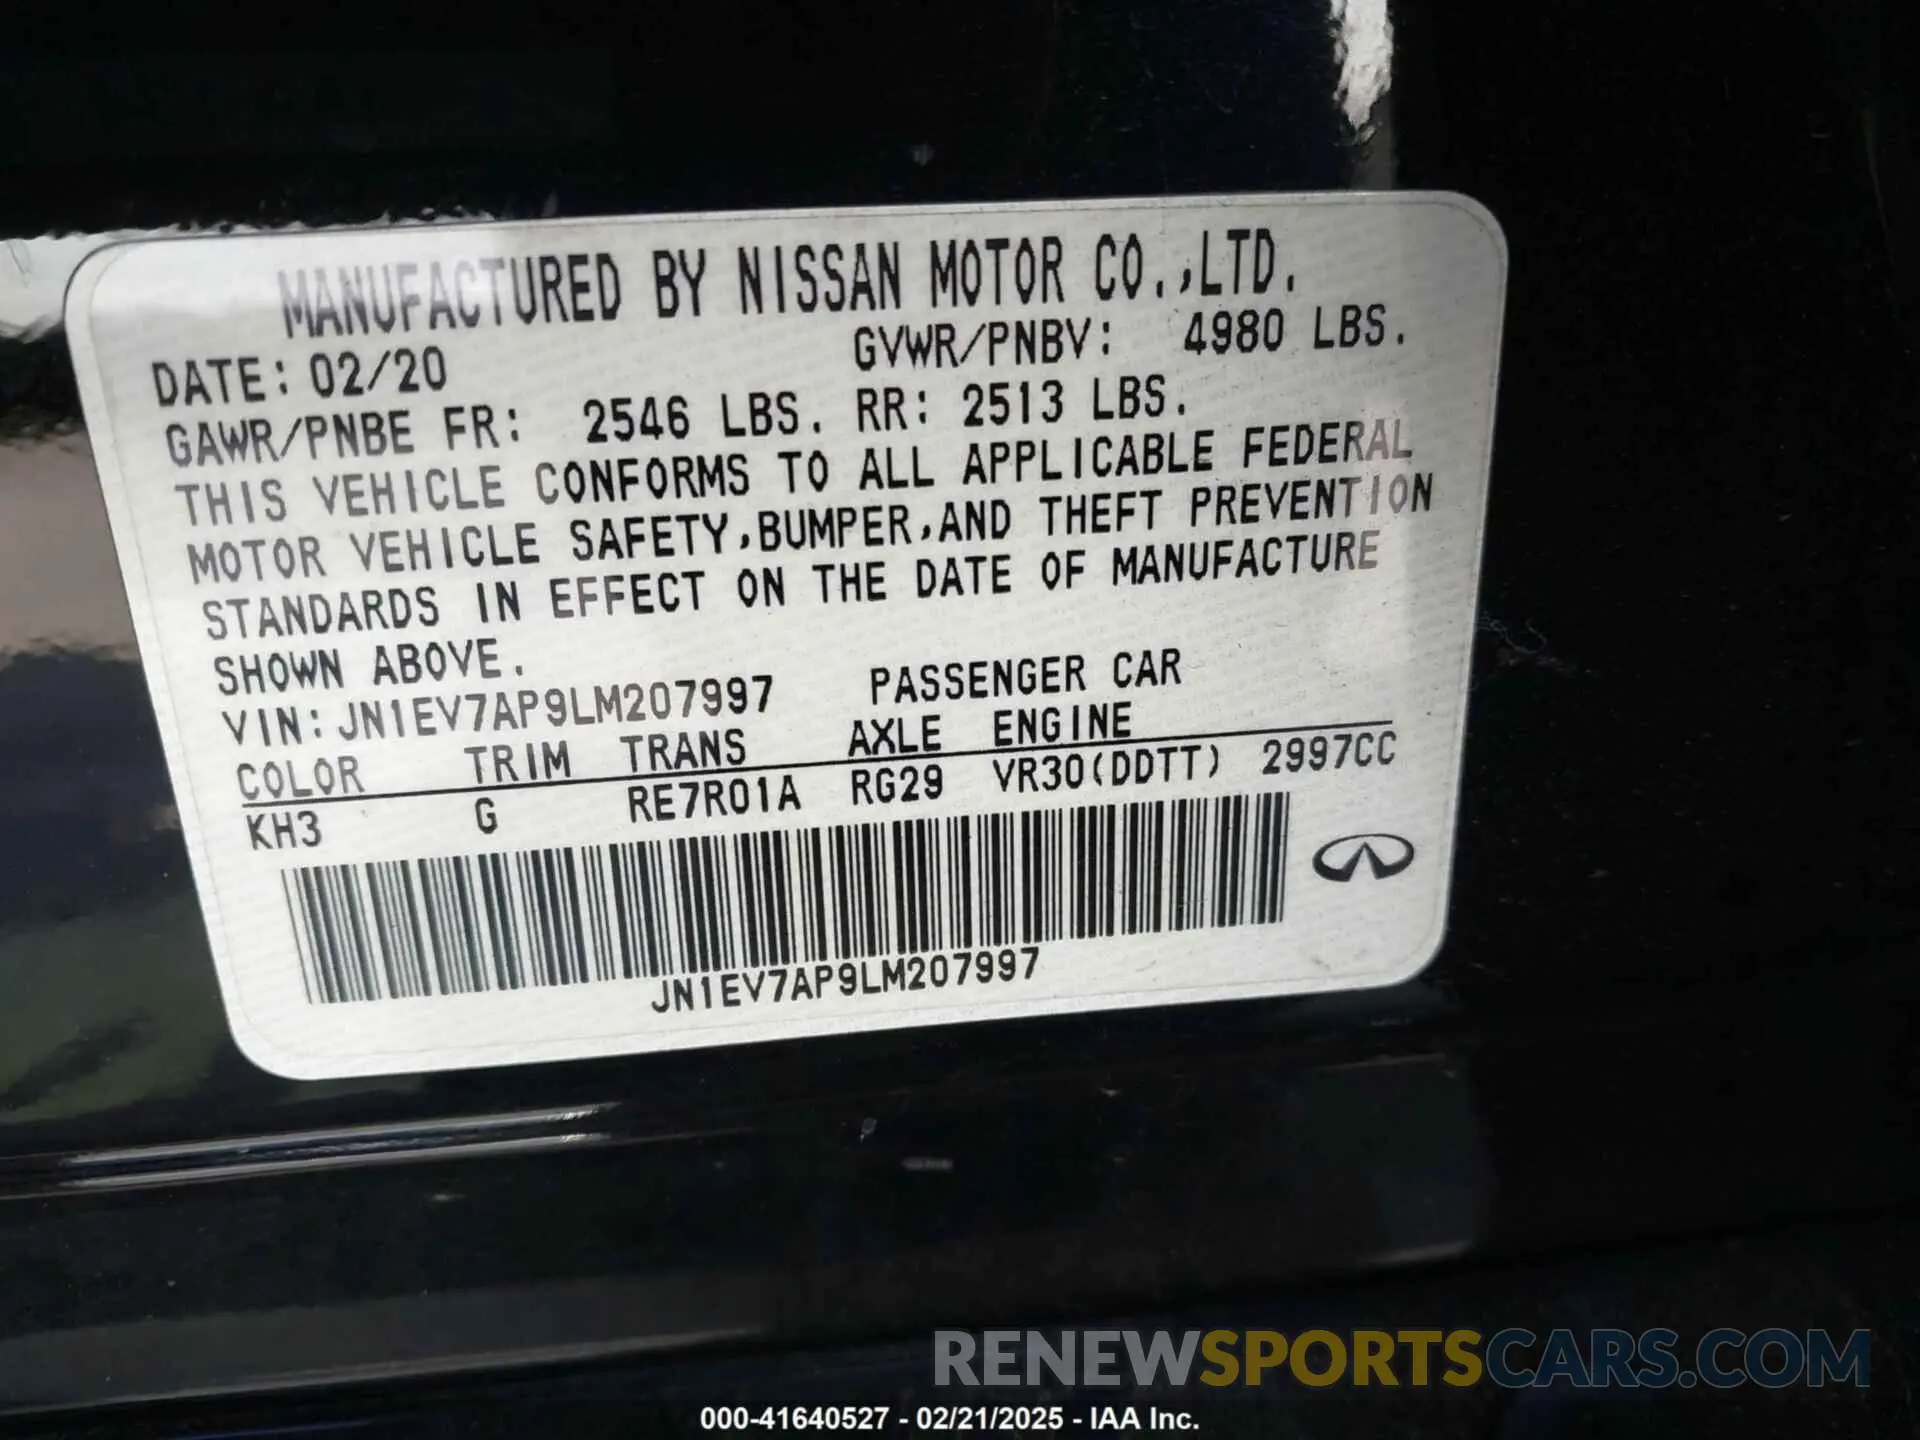 MANUFACTURED BY NISSAN MOTOR CO.,LTD.
DATE: 02/20 GVWR/PNBV: 4980 LBS.
GAWR/PNBE FR: 2546 LBS. RR: 2513 LBS.
THIS VEHICLE CONFORMS TO ALL APPLICABLE FEDERAL
MOTOR VEHICLE SAFETY,BUMPER,AND THEFT PREVENTION
STANDARDS IN EFFECT ON THE DATE OF MANUFACTURE
SHOWN ABOVE.
VIN: JN1EV7AP9LM207997 PASSENGER CAR
COLOR TRIM TRANS AXLE ENGINE
KH3 G RE7R01A RG29 VR30(DDTT) 2997CC
JN1EV7AP9LM207997
RENEWSPORTSCARS.COM
000-41640527 - 02/21/2025 - IAA Inc.